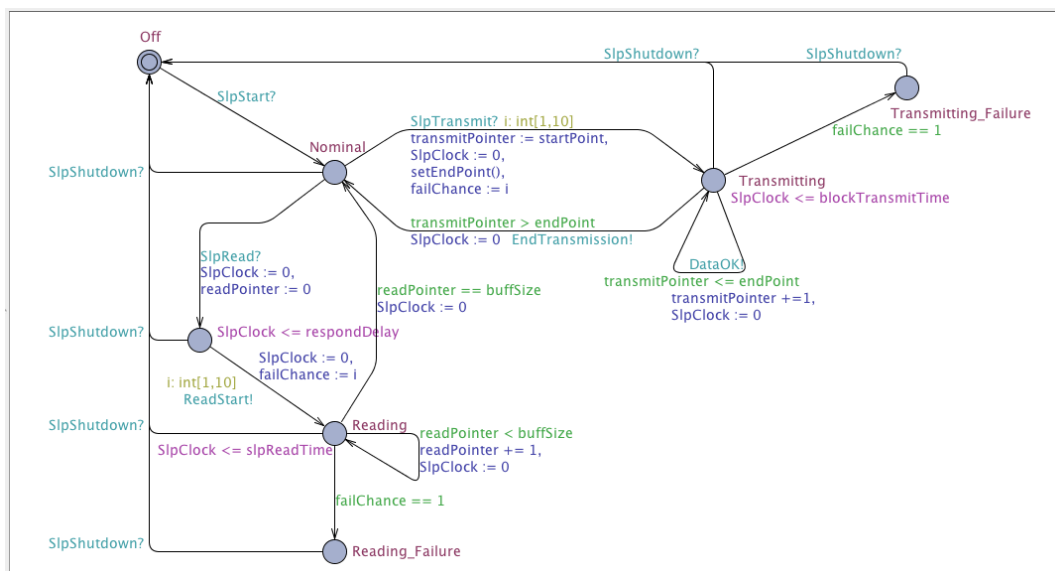 Off
SlpShutdown?
SlpShutdown?
SlpStart?
SlpTransmit? i: int[1,10]
transmitPointer := startPoint,
SlpClock := 0,
setEndPoint(),
failChance := i
Transmitting_Failure
failChance == 1
Nominal
SlpShutdown?
Transmitting
SlpClock <= blockTransmitTime
transmitPointer > endPoint
SlpClock := 0 EndTransmission!
DataOK!
transmitPointer <= endPoint
transmitPointer +=1,
SlpClock := 0
SlpRead?
SlpClock := 0,
readPointer := 0
readPointer == buffSize
SlpClock := 0
SlpShutdown?
SlpClock <= respondDelay
SlpClock := 0,
failChance := i
i: int[1,10]
ReadStart!
SlpShutdown?
Reading
SlpClock <= slpReadTime
readPointer < buffSize
readPointer += 1,
SlpClock := 0
failChance == 1
SlpShutdown?
Reading_Failure